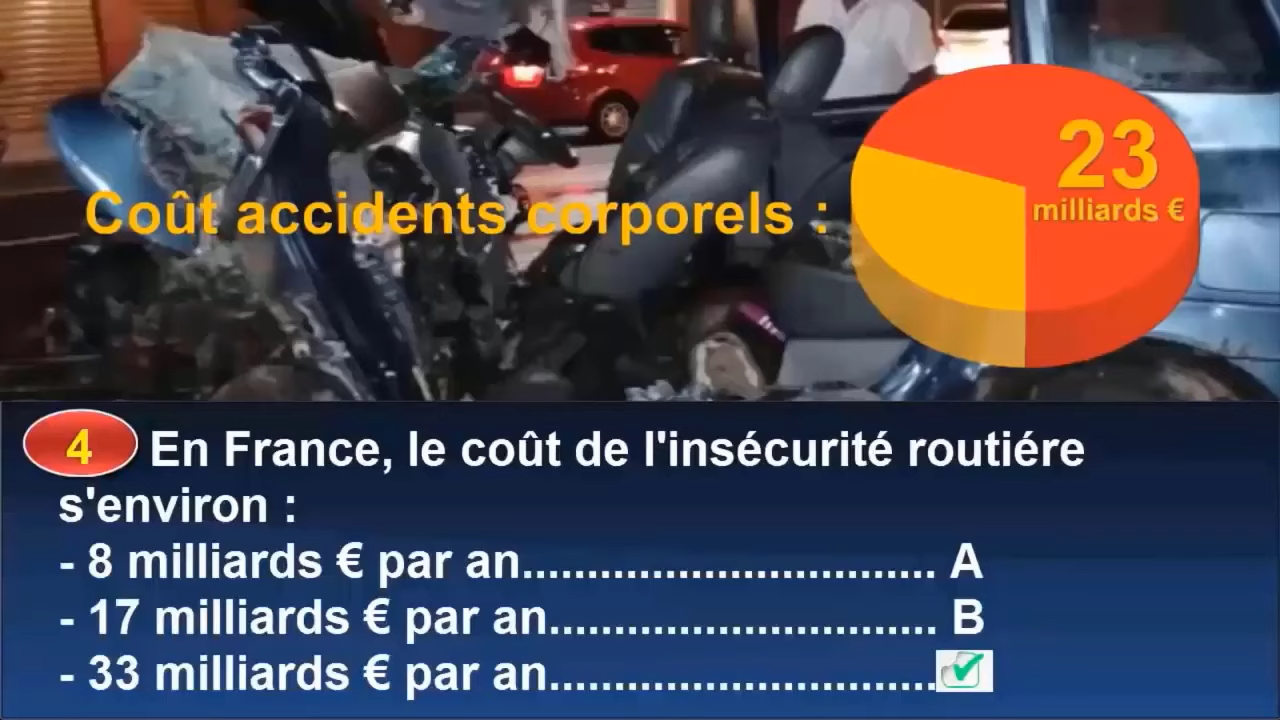 23
milliards €
Coût accidents corporels :
4 En France, le coût de l'insécurité routiére
s'environ :
- 8 milliards € par an................................ A
- 17 milliards € par an.............................. B
- 33 milliards € par an..............................